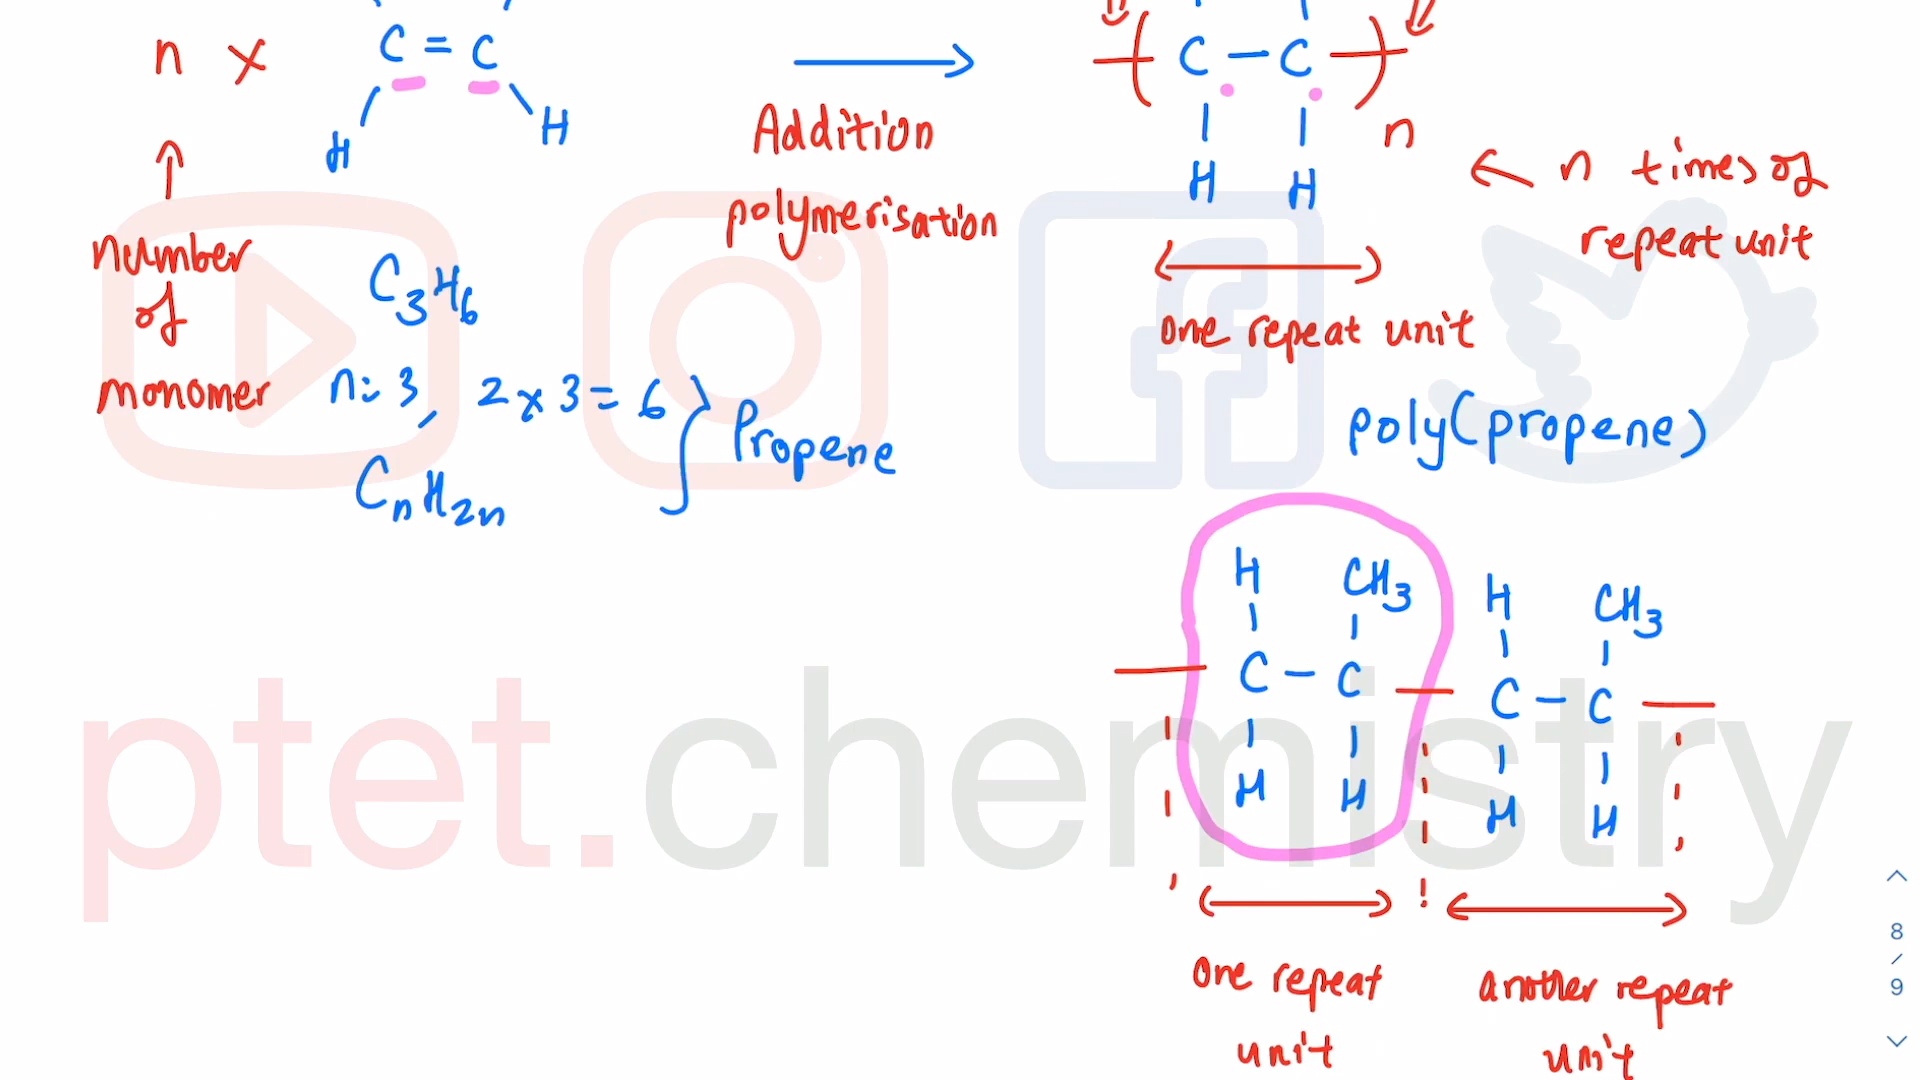 n x C = C
H H
Addition
polymerisation
( C - C ) n
H H
← n times of
repeat unit
one repeat unit
↑
number
of
monomer
C3H6
n = 3, 2 x 3 = 6
CnH2n
} Propene
poly(propene)
H CH3 H CH3
C - C - C - C
H H H H
one repeat
unit
another repeat
unit
ptet.chemistry
8
/
9